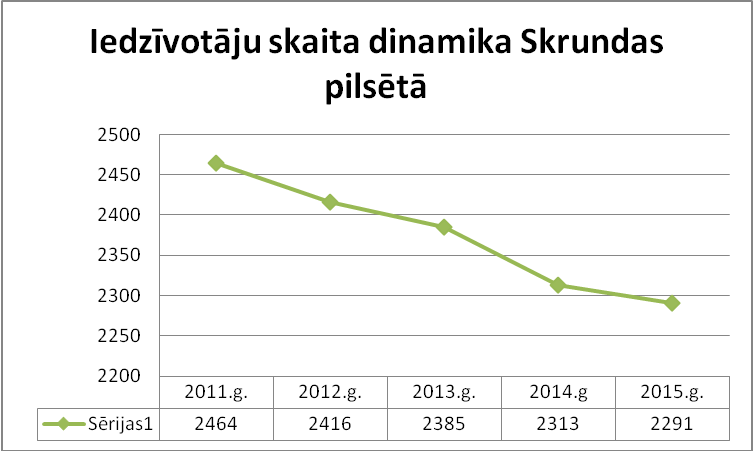 Iedzīvotāju skaita dinamika Skrundas
pilsētā
2500
2450
2400
2350
2300
2250
2200
2011.g. 2012.g. 2013.g. 2014.g 2015.g.
Sērijas1 2464 2416 2385 2313 2291